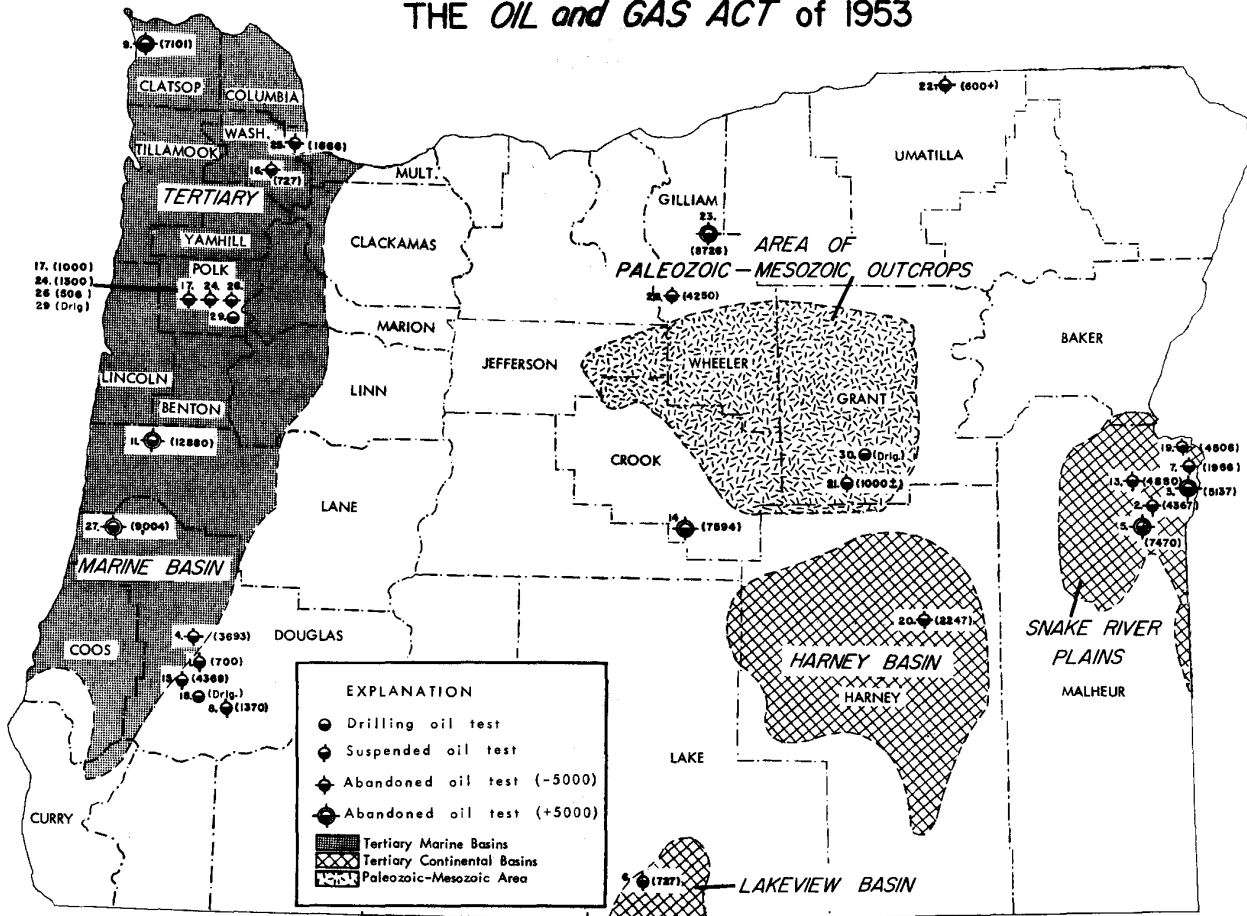 THE OIL and GAS ACT of 1953
9. (7101)
CLATSOP
COLUMBIA
22. (600+)
WASH.
25. (1666)
TILLAMOOK
16. (727)
MULT.
UMATILLA
TERTIARY
GILLIAM
23. (8726)
YAMHILL
CLACKAMAS
AREA OF
PALEOZOIC-MESOZOIC OUTCROPS
17. (1000)
24. (1300)
26 (506)
29 (Drlg)
POLK
17. 24. 26.
29.
(4250)
MARION
JEFFERSON
WHEELER
BAKER
LINCOLN
LINN
BENTON
GRANT
11. (12880)
CROOK
30. (Drlg.)
21. (1000±)
19. (4506)
7. (1966)
13. (4880)
3. (5137)
2. (4367)
5. (7470)
LANE
27. (9,004)
14. (7594)
MARINE BASIN
4. (3693)
DOUGLAS
20. (2247)
SNAKE RIVER
PLAINS
COOS
1. (700)
HARNEY BASIN
(4368)
18. (Drlg.)
8. (1370)
HARNEY
MALHEUR
EXPLANATION
Drilling oil test
Suspended oil test
Abandoned oil test (-5000)
Abandoned oil test (+5000)
Tertiary Marine Basins
Tertiary Continental Basins
Paleozoic-Mesozoic Area
LAKE
CURRY
6. (727)
LAKEVIEW BASIN